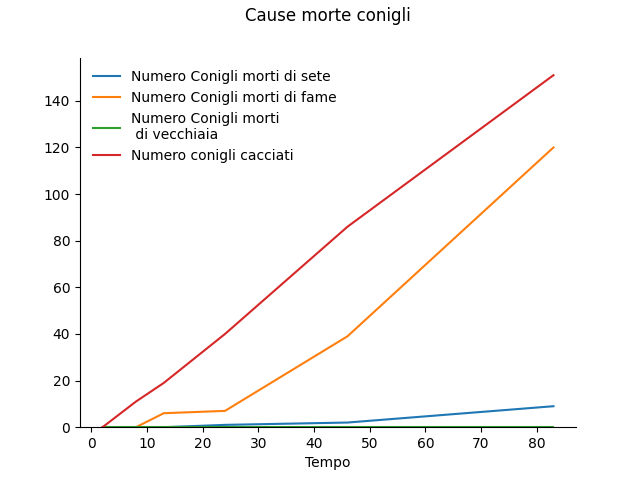 Cause morte conigli
Numero Conigli morti di sete
Numero Conigli morti di fame
Numero Conigli morti
di vecchiaia
Numero conigli cacciati
140
120
100
80
60
40
20
0
0 10 20 30 40 50 60 70 80
Tempo